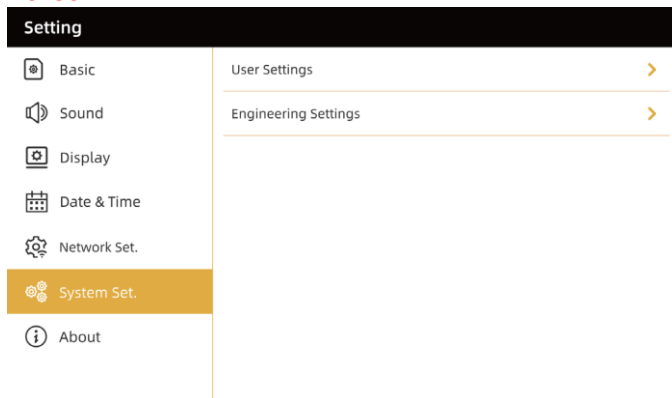 Setting
Basic
Sound
Display
Date & Time
Network Set.
System Set.
About
User Settings
Engineering Settings